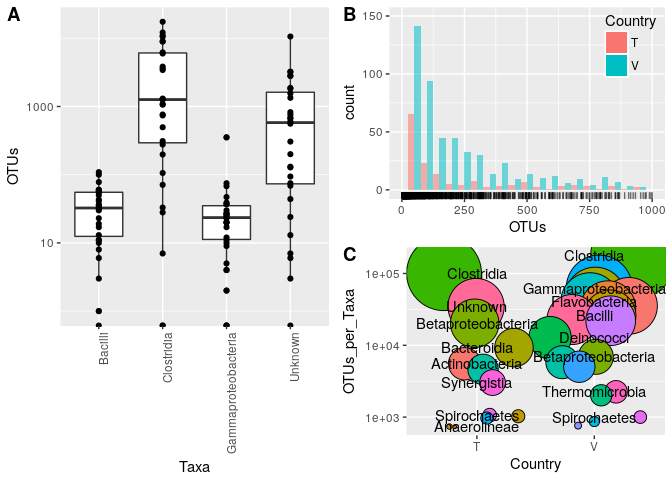 A
OTUs
1000
10
Bacilli
Clostridia
Gammaproteobacteria
Unknown
Taxa
B
count
150
100
50
0
0
250
500
750
1000
OTUs
Country
T
V
C
OTUs_per_Taxa
1e+05
1e+04
1e+03
Clostridia
Clostridia
Gammaproteobacteria
Unknown
Flavobacteria
Betaproteobacteria
Bacilli
Bacteroidia
Deinococci
Actinobacteria
Betaproteobacteria
Synergistia
Thermomicrobia
Spirochaetes
Spirochaetes
Anaerolineae
T
V
Country